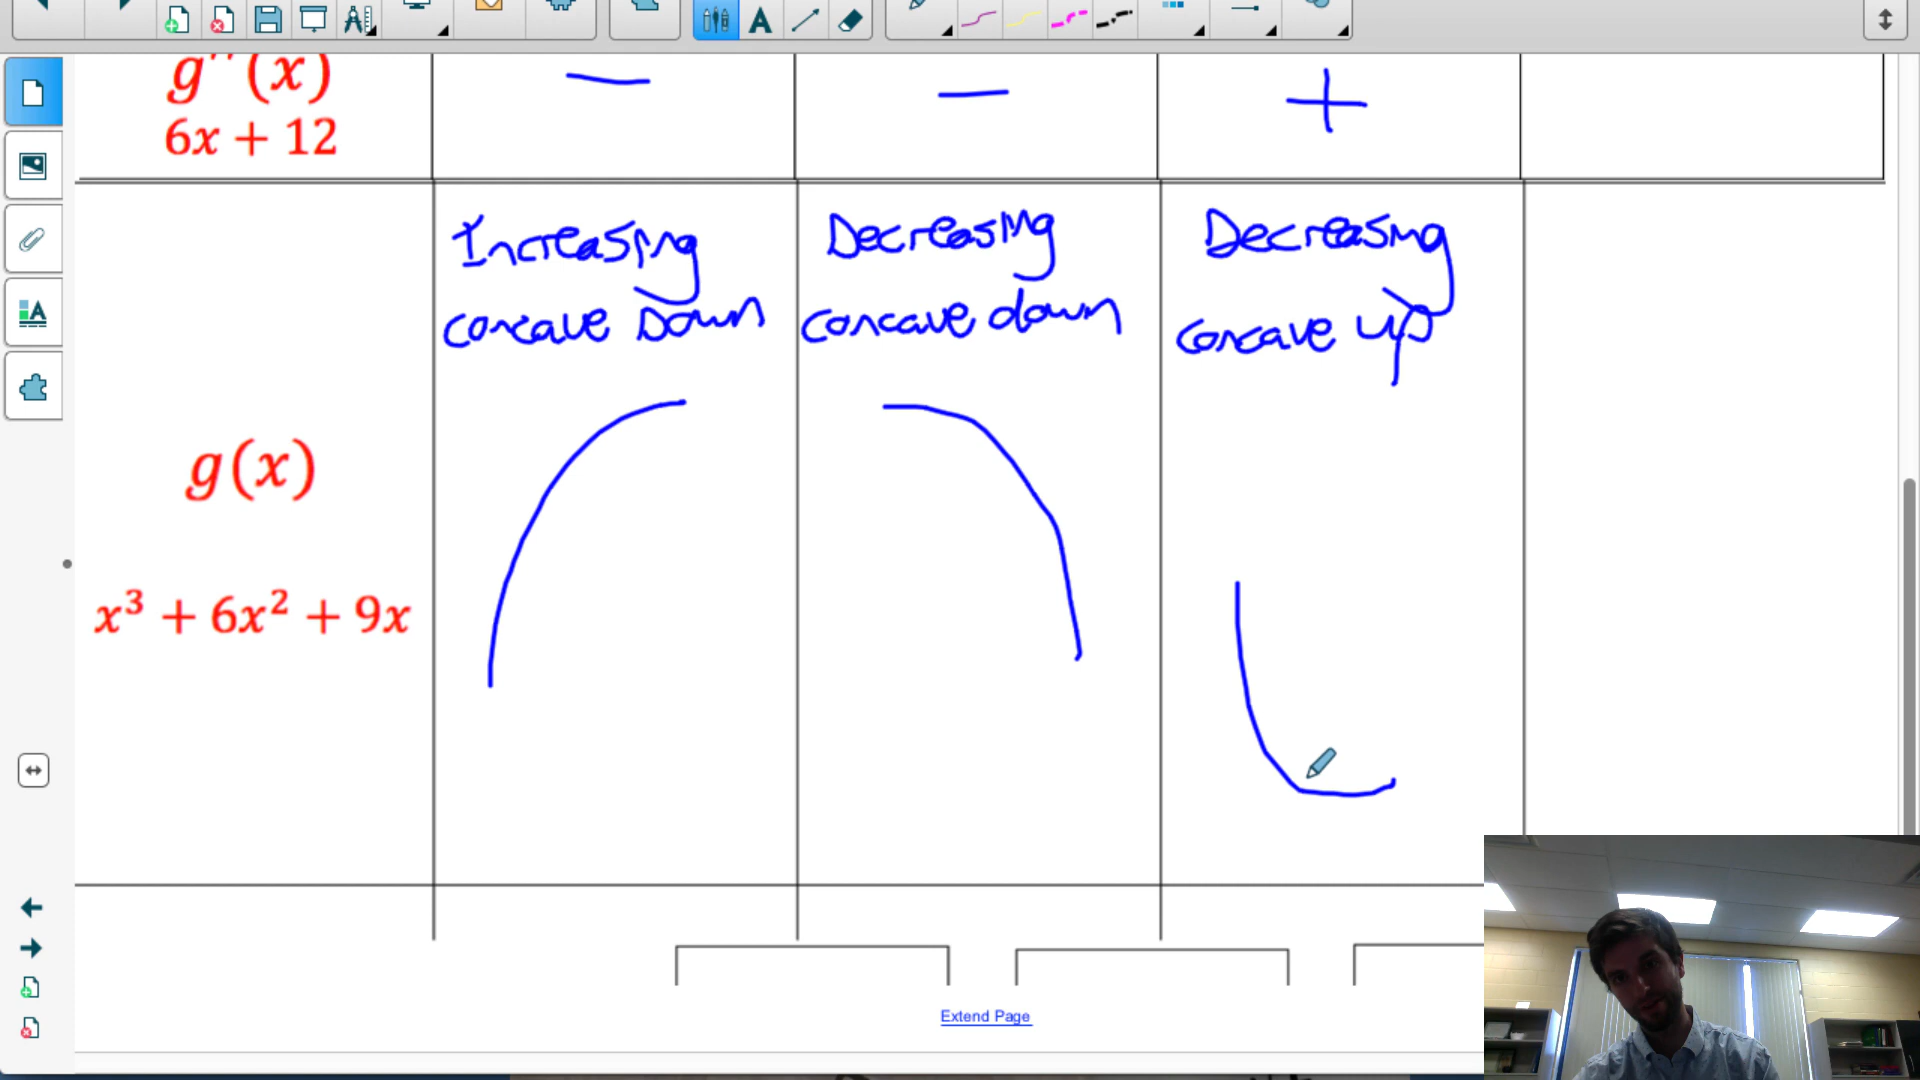 g''(x)
6x + 12
−
−
+
Increasing
concave Down
Decreasing
concave down
Decreasing
concave up
g(x)
x³ + 6x² + 9x
Extend Page